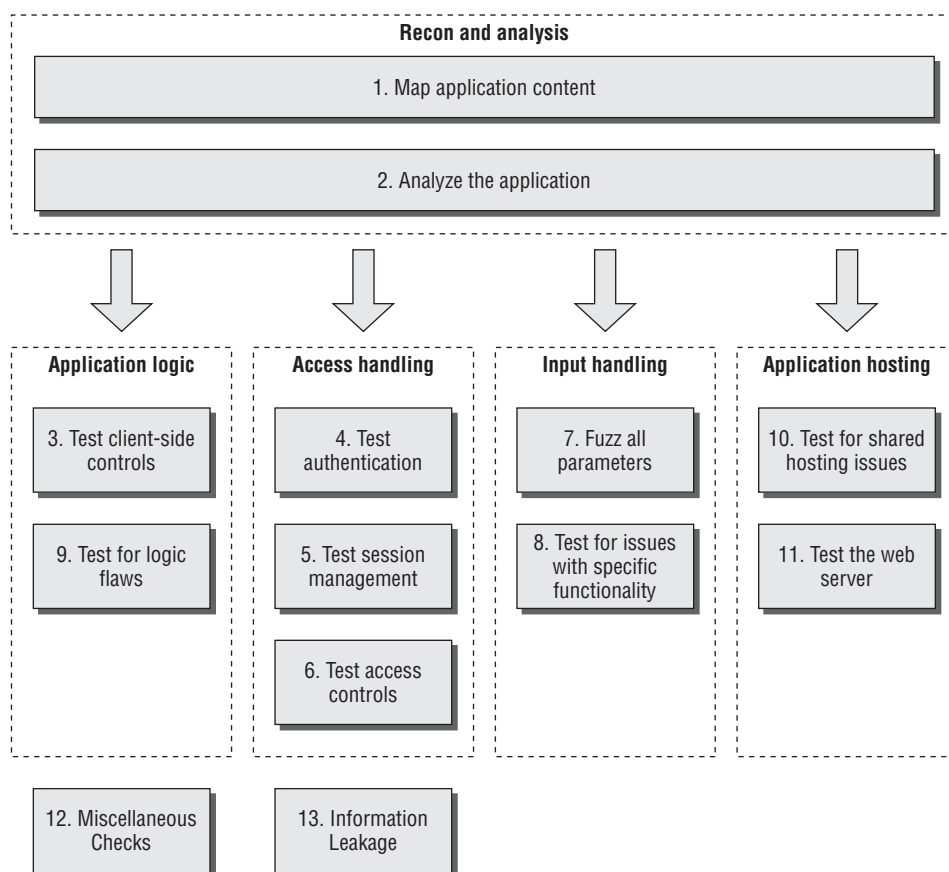 Recon and analysis
1. Map application content
2. Analyze the application
Application logic
3. Test client-side
controls
9. Test for logic
flaws
Access handling
4. Test
authentication
5. Test session
management
6. Test access
controls
Input handling
7. Fuzz all
parameters
8. Test for issues
with specific
functionality
Application hosting
10. Test for shared
hosting issues
11. Test the web
server
12. Miscellaneous
Checks
13. Information
Leakage